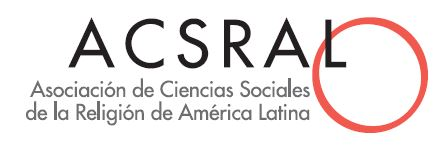 ACSRAL
Asociación de Ciencias Sociales
de la Religión de América Latina